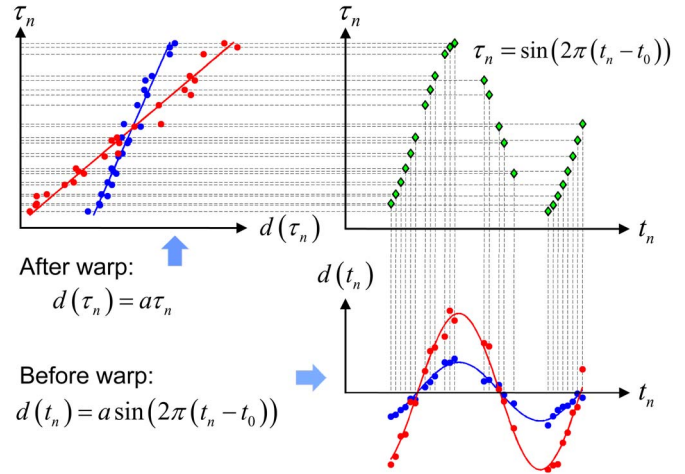 τₙ
τₙ
τₙ = sin(2π(tₙ − t₀))
d(τₙ)
tₙ
After warp:
d(τₙ) = aτₙ
d(tₙ)
Before warp:
d(tₙ) = a sin(2π(tₙ − t₀))
tₙ